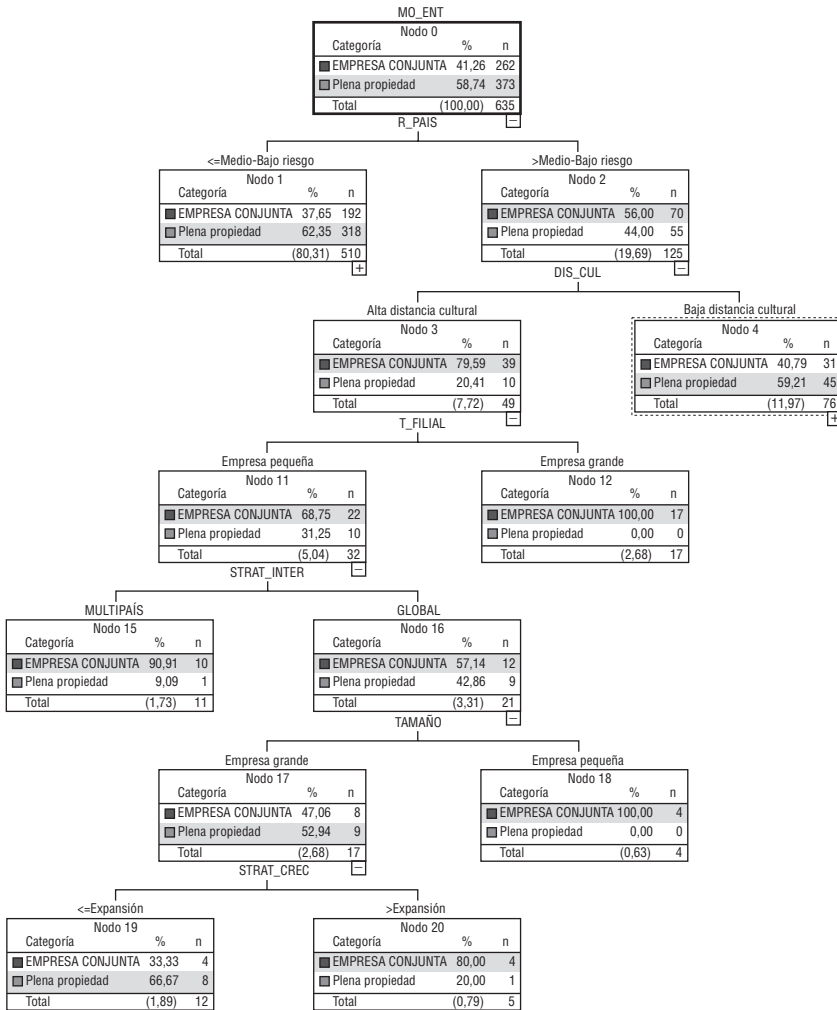 MO_ENT
Nodo 0
Categoría % n
EMPRESA CONJUNTA 41,26 262
Plena propiedad 58,74 373
Total (100,00) 635
R_PAIS
<=Medio-Bajo riesgo >Medio-Bajo riesgo
Nodo 1 Nodo 2
Categoría % n Categoría % n
EMPRESA CONJUNTA 37,65 192 EMPRESA CONJUNTA 56,00 70
Plena propiedad 62,35 318 Plena propiedad 44,00 55
Total (80,31) 510 Total (19,69) 125
DIS_CUL
Alta distancia cultural Baja distancia cultural
Nodo 3 Nodo 4
Categoría % n Categoría % n
EMPRESA CONJUNTA 79,59 39 EMPRESA CONJUNTA 40,79 31
Plena propiedad 20,41 10 Plena propiedad 59,21 45
Total (7,72) 49 Total (11,97) 76
T_FILIAL
Empresa pequeña Empresa grande
Nodo 11 Nodo 12
Categoría % n Categoría % n
EMPRESA CONJUNTA 68,75 22 EMPRESA CONJUNTA 100,00 17
Plena propiedad 31,25 10 Plena propiedad 0,00 0
Total (5,04) 32 Total (2,68) 17
STRAT_INTER
MULTIPAÍS GLOBAL
Nodo 15 Nodo 16
Categoría % n Categoría % n
EMPRESA CONJUNTA 90,91 10 EMPRESA CONJUNTA 57,14 12
Plena propiedad 9,09 1 Plena propiedad 42,86 9
Total (1,73) 11 Total (3,31) 21
TAMAÑO
Empresa grande Empresa pequeña
Nodo 17 Nodo 18
Categoría % n Categoría % n
EMPRESA CONJUNTA 47,06 8 EMPRESA CONJUNTA 100,00 4
Plena propiedad 52,94 9 Plena propiedad 0,00 0
Total (2,68) 17 Total (0,63) 4
STRAT_CREC
<=Expansión >Expansión
Nodo 19 Nodo 20
Categoría % n Categoría % n
EMPRESA CONJUNTA 33,33 4 EMPRESA CONJUNTA 80,00 4
Plena propiedad 66,67 8 Plena propiedad 20,00 1
Total (1,89) 12 Total (0,79) 5